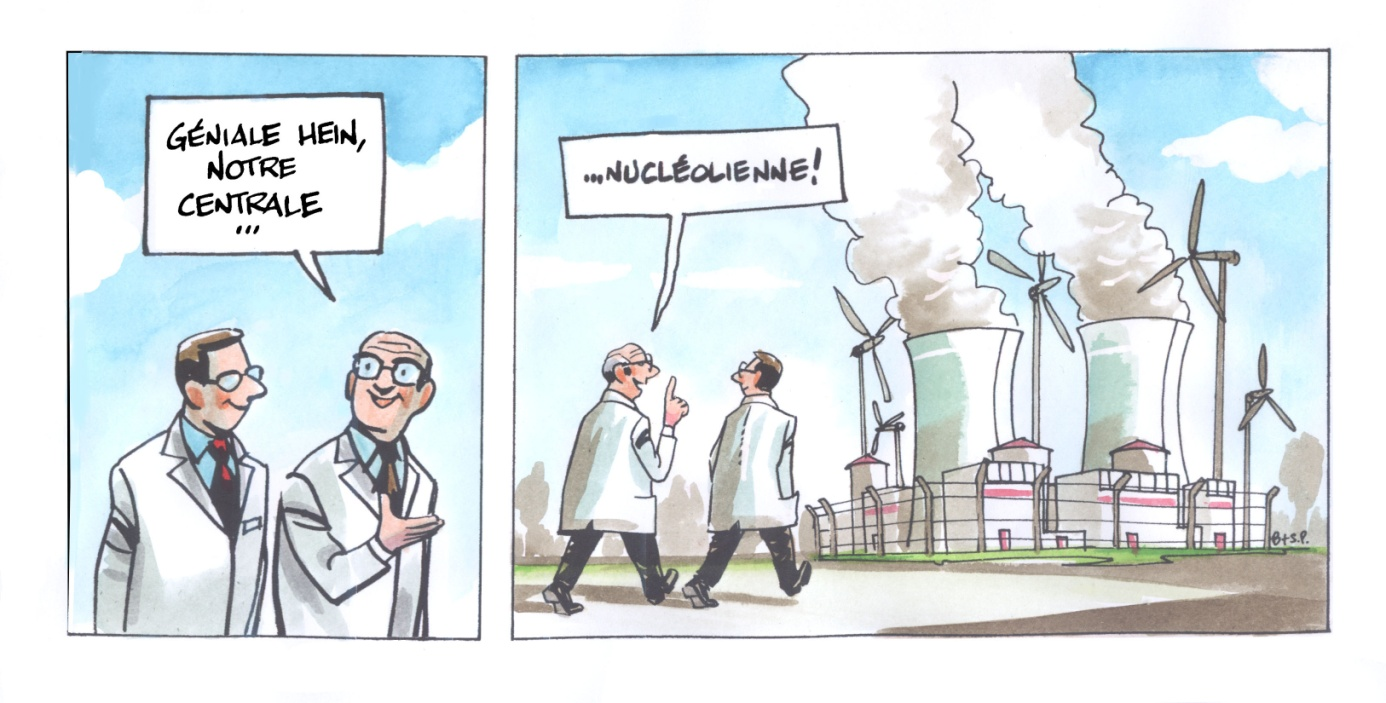 GÉNIALE HEIN,
NOTRE
CENTRALE
...
...NUCLÉOLIENNE!
B+S.P.